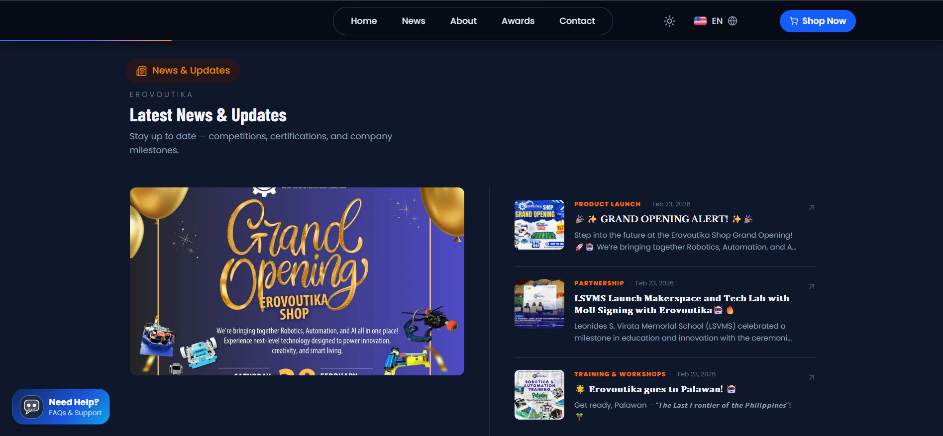 Home News About Awards Contact
EN
Shop Now
News & Updates
EROVOUTIKA
Latest News & Updates
Stay up to date — competitions, certifications, and company
milestones.
Grand
Opening
EROVOUTIKA
SHOP
We're bringing together Robotics, Automation, and AI all in one place!
Experience next-level technology designed to power innovation,
creativity, and smart living.
PRODUCT LAUNCH · Feb 23, 2026
🎉 ✨ GRAND OPENING ALERT! ✨ 🎉
Step into the future at the Erovoutika Shop Grand Opening!
🚀 🤖 We're bringing together Robotics, Automation, and A...
PARTNERSHIP · Feb 23, 2026
LSVMS Launch Makerspace and Tech Lab with
MoU Signing with Erovoutika 🤖 🔥
Leonides S. Virata Memorial School (LSVMS) celebrated a
milestone in education and innovation with the ceremoni...
TRAINING & WORKSHOPS · Feb 23, 2026
🌟 Erovoutika goes to Palawan! 🤖
Get ready, Palawan — "The Last Frontier of the Philippines"!
🌴
GRAND OPENING
ROBOTICS &
AUTOMATION
TRAINING
Need Help?
FAQs & Support